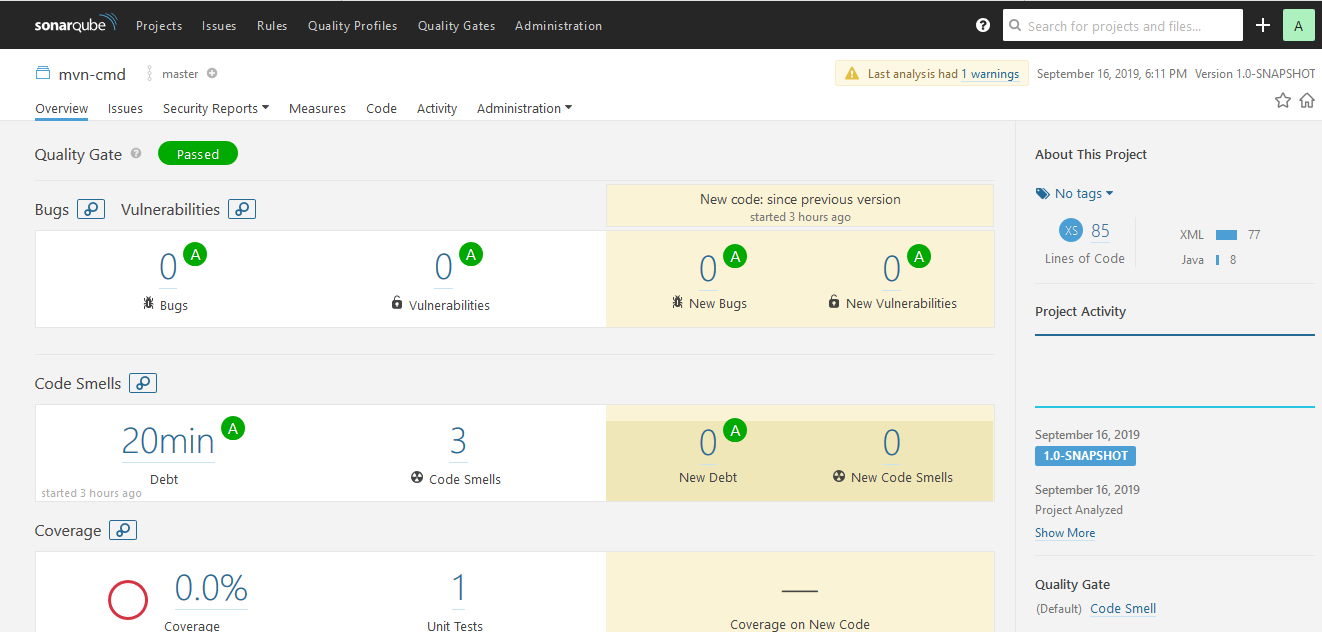 sonarqube Projects Issues Rules Quality Profiles Quality Gates Administration Search for projects and files... A
mvn-cmd master Last analysis had 1 warnings September 16, 2019, 6:11 PM Version 1.0-SNAPSHOT
Overview Issues Security Reports Measures Code Activity Administration
Quality Gate Passed
Bugs Vulnerabilities
New code: since previous version
started 3 hours ago
0 A 0 A 0 A 0 A
Bugs Vulnerabilities New Bugs New Vulnerabilities
Code Smells
20min A 3 0 A 0
Debt Code Smells New Debt New Code Smells
started 3 hours ago
Coverage
0.0% 1 —
Coverage Unit Tests Coverage on New Code
About This Project
No tags
XS 85
Lines of Code
XML 77
Java 8
Project Activity
September 16, 2019
1.0-SNAPSHOT
September 16, 2019
Project Analyzed
Show More
Quality Gate
(Default) Code Smell